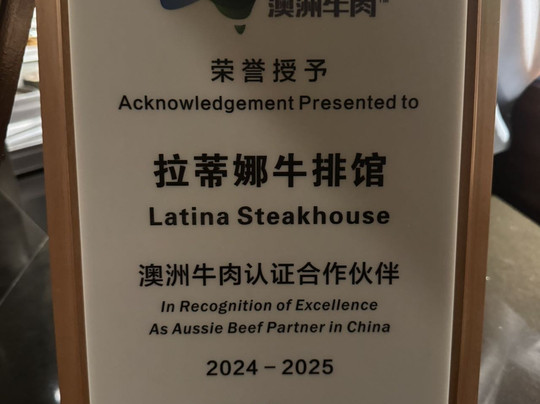 澳洲牛肉™
荣誉授予
Acknowledgement Presented to
拉蒂娜牛排馆
Latina Steakhouse
澳洲牛肉认证合作伙伴
In Recognition of Excellence
As Aussie Beef Partner in China
2024 – 2025